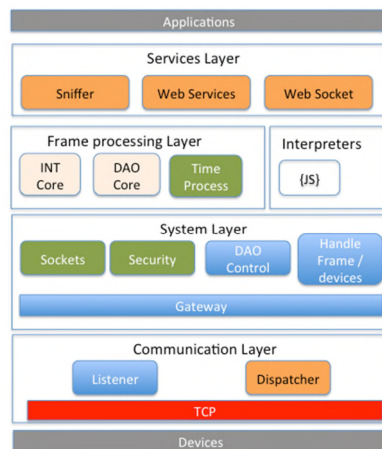 Applications
Services Layer
Sniffer
Web Services
Web Socket
Frame processing Layer
INT
Core
DAO
Core
Time
Process
Interpreters
{JS}
System Layer
Sockets
Security
DAO
Control
Handle
Frame /
devices
Gateway
Communication Layer
Listener
Dispatcher
TCP
Devices